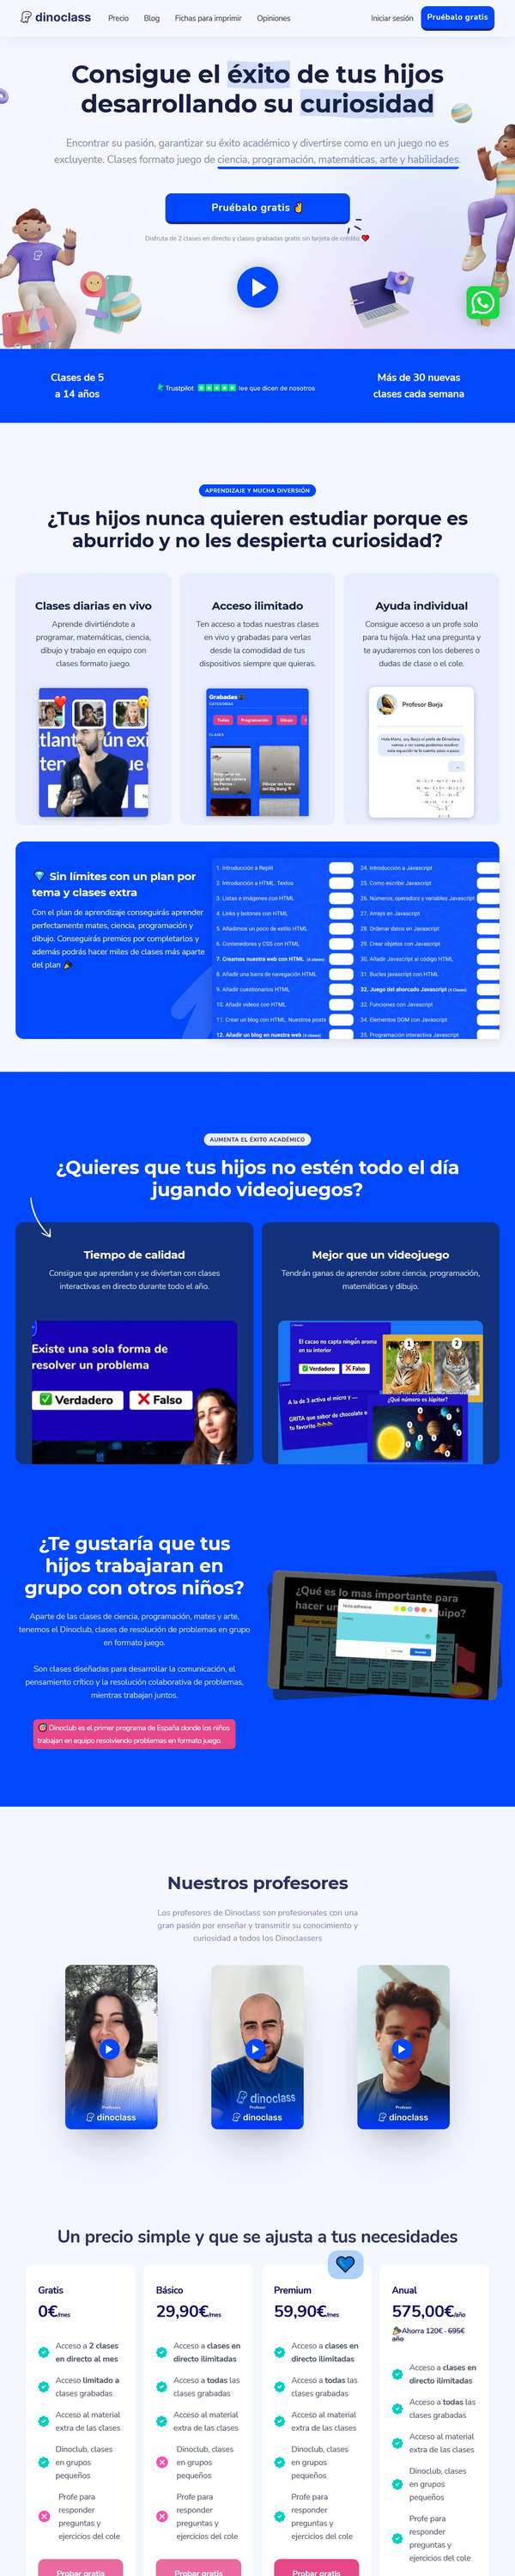 dinoclass
Precio Blog Fichas para imprimir Opiniones
Iniciar sesión
Pruébalo gratis
Consigue el éxito de tus hijos
desarrollando su curiosidad
Encontrar su pasión, garantizar su éxito académico y divertirse como en un juego no es
excluyente. Clases formato juego de ciencia, programación, matemáticas, arte y habilidades.
Pruébalo gratis ✌️
Disfruta de 2 clases en directo y clases grabadas gratis sin tarjeta de crédito ❤️
Clases de 5
a 14 años
Trustpilot lee que dicen de nosotros
Más de 30 nuevas
clases cada semana
APRENDIZAJE Y MUCHA DIVERSIÓN
¿Tus hijos nunca quieren estudiar porque es
aburrido y no les despierta curiosidad?
Clases diarias en vivo
Aprende divirtiéndote a
programar, matemáticas, ciencia,
dibujo y trabajo en equipo con
clases formato juego.
Acceso ilimitado
Ten acceso a todas nuestras clases
en vivo y grabadas para verlas
desde la comodidad de tus
dispositivos siempre que quieras.
Grabadas
CATEGORÍAS
Todas Programación Dibujo
CLASES
Ayuda individual
Consigue acceso a un profe solo
para tu hijo/a. Haz una pregunta y
te ayudaremos con los deberes o
dudas de clase o el cole.
Profesor Borja
💎 Sin límites con un plan por
tema y clases extra
Con el plan de aprendizaje conseguirás aprender
perfectamente mates, ciencia, programación y
dibujo. Conseguirás premios por completarlos y
además podrás hacer miles de clases más aparte
del plan 🎉
1. Introducción a Replit
2. Introducción a HTML. Textos
3. Listas e imágenes con HTML
4. Links y botones con HTML
5. Añadimos un poco de estilo HTML
6. Contenedores y CSS con HTML
7. Creamos nuestra web con HTML (4 clases)
8. Añadir una barra de navegación HTML
9. Añadir cuestionarios HTML
10. Añadir vídeos con HTML
11. Crear un blog con HTML. Nuestros posts
12. Añadir un blog en nuestra web (4 clases)
24. Introducción a Javascript
25. Como escribir Javascript
26. Números, operadores y variables Javascript
27. Arrays en Javascript
28. Ordenar datos en Javascript
29. Crear objetos con Javascript
30. Añadir Javascript al código HTML
31. Bucles javascript con HTML
32. Juego del ahorcado Javascript (4 Clases)
32. Funciones con Javascript
34. Elementos DOM con Javascript
35. Programación interactiva Javascript
AUMENTA EL ÉXITO ACADÉMICO
¿Quieres que tus hijos no estén todo el día
jugando videojuegos?
Tiempo de calidad
Consigue que aprendan y se diviertan con clases
interactivas en directo durante todo el año.
Existe una sola forma de
resolver un problema
Verdadero Falso
Mejor que un videojuego
Tendrán ganas de aprender sobre ciencia, programación,
matemáticas y dibujo.
El cacao no capta ningún aroma
en su interior
Verdadero Falso
1 2
A la de 3 activa el micro y —
GRITA que sabor de chocolate e
tu favorito
¿Qué número es Júpiter?
¿Te gustaría que tus
hijos trabajaran en
grupo con otros niños?
Aparte de las clases de ciencia, programación, mates y arte,
tenemos el Dinoclub, clases de resolución de problemas en grupo
en formato juego.
Son clases diseñadas para desarrollar la comunicación, el
pensamiento crítico y la resolución colaborativa de problemas,
mientras trabajan juntos.
🎯 Dinoclub es el primer programa de España donde los niños
trabajan en equipo resolviendo problemas en formato juego.
¿Qué es lo mas importante para
Nota adhesiva
Nuestros profesores
Los profesores de Dinoclass son profesionales con una
gran pasión por enseñar y transmitir su conocimiento y
curiosidad a todos los Dinoclassers
Profesora
dinoclass
dinoclass
Profesor
dinoclass
Profesor
dinoclass
Un precio simple y que se ajusta a tus necesidades
Gratis
0€/mes
Acceso a 2 clases
en directo al mes
Acceso limitado a
clases grabadas
Acceso al material
extra de las clases
Dinoclub, clases
en grupos
pequeños
Profe para
responder
preguntas y
ejercicios del cole
Probar gratis
Básico
29,90€/mes
Acceso a clases en
directo ilimitadas
Acceso a todas las
clases grabadas
Acceso al material
extra de las clases
Dinoclub, clases
en grupos
pequeños
Profe para
responder
preguntas y
ejercicios del cole
Probar gratis
Premium
59,90€/mes
Acceso a clases en
directo ilimitadas
Acceso a todas las
clases grabadas
Acceso al material
extra de las clases
Dinoclub, clases
en grupos
pequeños
Profe para
responder
preguntas y
ejercicios del cole
Probar gratis
Anual
575,00€/año
🎉Ahorra 120€ - 695€
año
Acceso a clases en
directo ilimitadas
Acceso a todas las
clases grabadas
Acceso al material
extra de las clases
Dinoclub, clases
en grupos
pequeños
Profe para
responder
preguntas y
ejercicios del cole